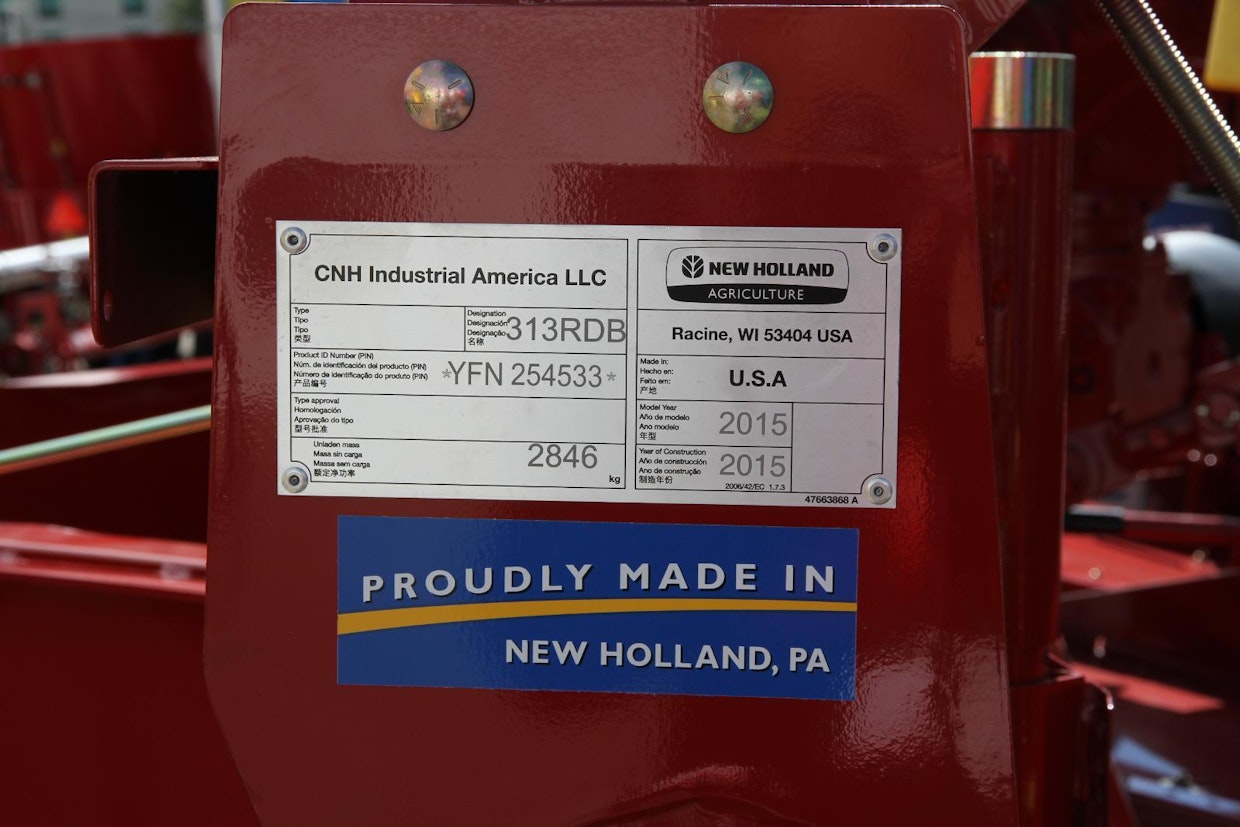 CNH Industrial America LLC
Type
Tipo
Tipo
类型
Designation
Designación
Designação
名称
313RDB
Product ID Number (PIN)
Núm. de identificación del producto (PIN)
Número de identificação do produto (PIN)
产品编号
*YFN 254533*
Type approval
Homologación
Aprovação do tipo
型号批准
Unladen mass
Masa sin carga
Massa sem carga
额定净功率
2846
kg
NEW HOLLAND
AGRICULTURE
Racine, WI 53404 USA
Made in:
Hecho en:
Feito em:
产地
U.S.A
Model Year
Año de modelo
Ano modelo
年型
2015
Year of Construction
Año de construcción
Ano de construção
制造年份
2015
2006/42/EC 1.7.3
47663868 A
PROUDLY MADE IN
NEW HOLLAND, PA